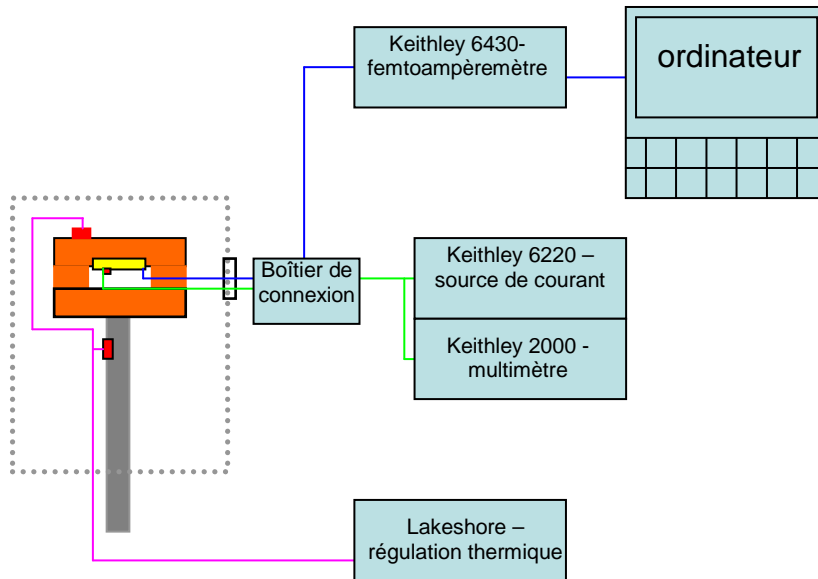 Keithley 6430-
femtoampèremètre
ordinateur
Boîtier de
connexion
Keithley 6220 –
source de courant
Keithley 2000 -
multimètre
Lakeshore –
régulation thermique